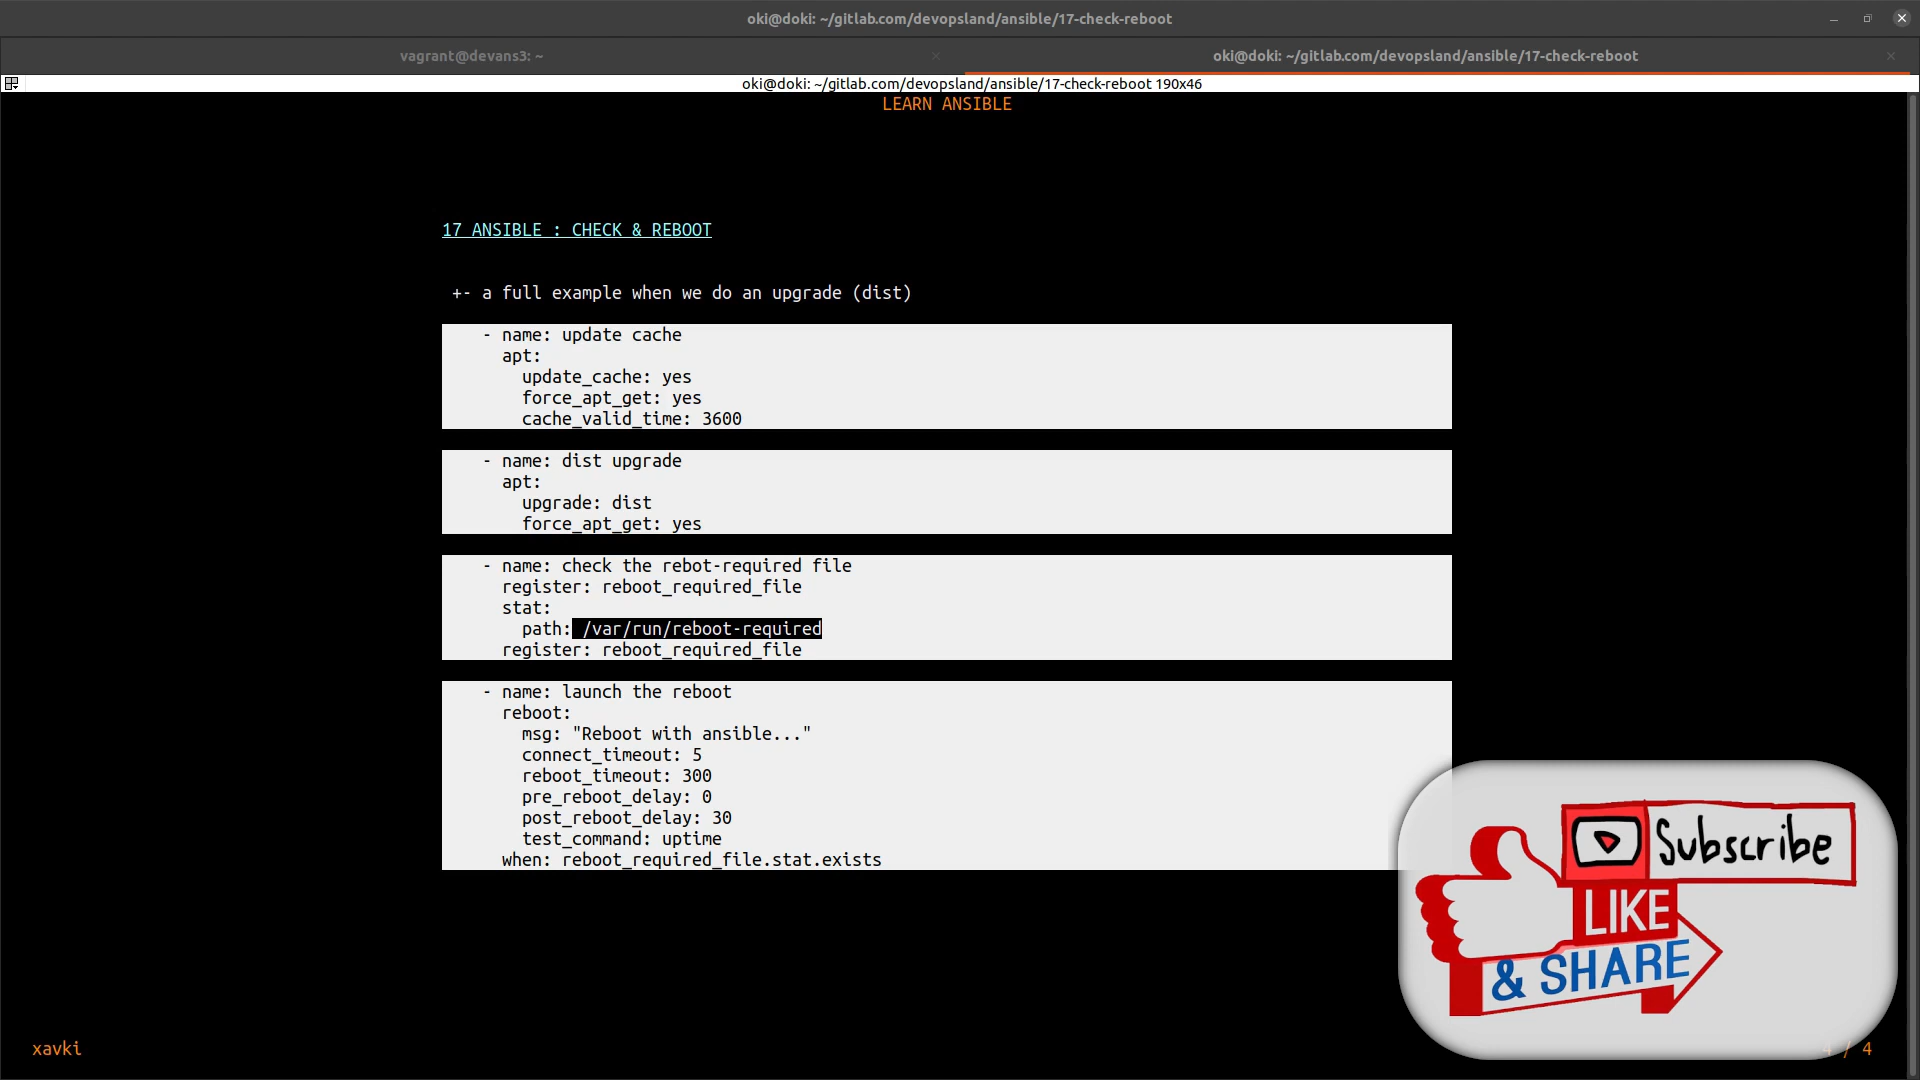 oki@doki: ~/gitlab.com/devopsland/ansible/17-check-reboot
vagrant@devans3: ~
oki@doki: ~/gitlab.com/devopsland/ansible/17-check-reboot
oki@doki: ~/gitlab.com/devopsland/ansible/17-check-reboot 190x46
LEARN ANSIBLE
17 ANSIBLE : CHECK & REBOOT
+- a full example when we do an upgrade (dist)
- name: update cache
apt:
update_cache: yes
force_apt_get: yes
cache_valid_time: 3600
- name: dist upgrade
apt:
upgrade: dist
force_apt_get: yes
- name: check the rebot-required file
register: reboot_required_file
stat:
path: /var/run/reboot-required
register: reboot_required_file
- name: launch the reboot
reboot:
msg: "Reboot with ansible..."
connect_timeout: 5
reboot_timeout: 300
pre_reboot_delay: 0
post_reboot_delay: 30
test_command: uptime
when: reboot_required_file.stat.exists
Subscribe
LIKE
& SHARE
xavki
4 / 4